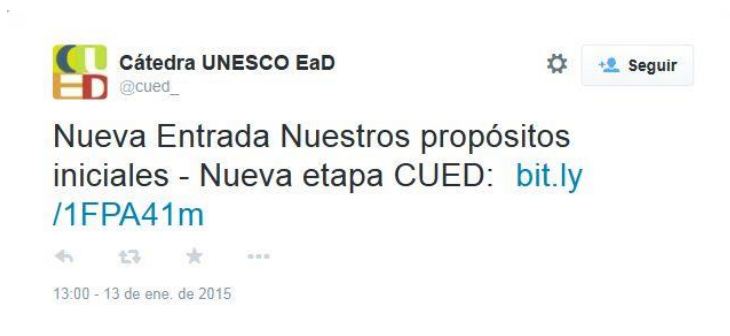 CUED
Cátedra UNESCO EaD
@cued_
Seguir
Nueva Entrada Nuestros propósitos
iniciales - Nueva etapa CUED: bit.ly
/1FPA41m
13:00 - 13 de ene. de 2015